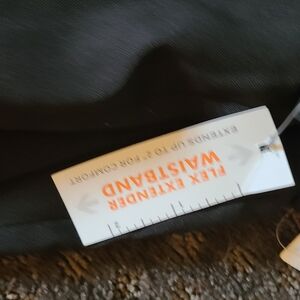 FLEX EXTENDER
WAISTBAND
EXTENDS UP TO 2" FOR COMFORT